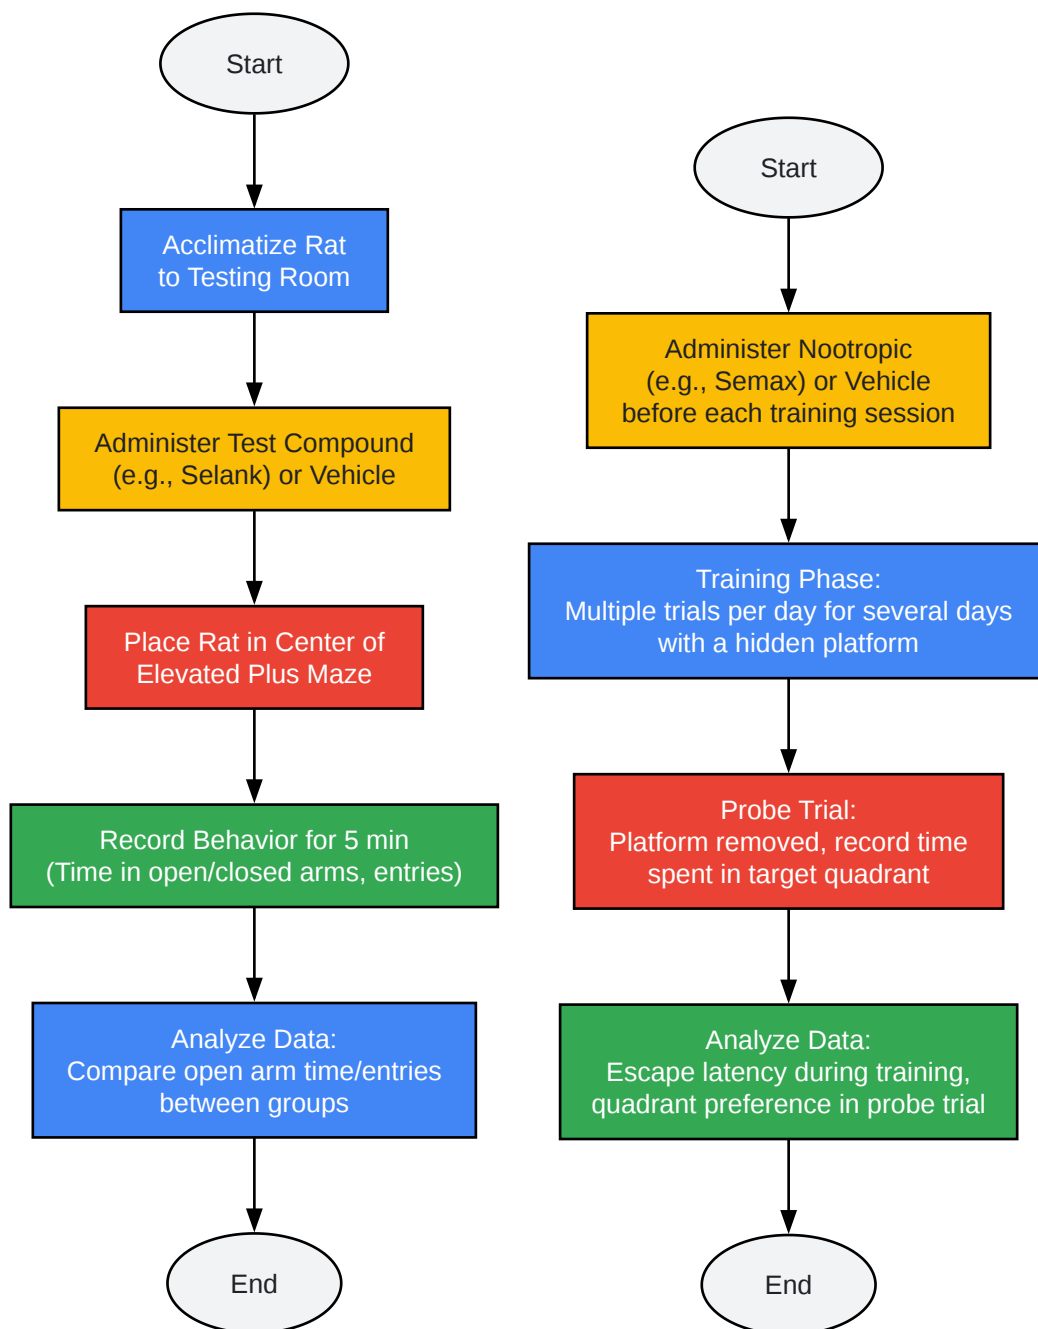 Start
Acclimatize Rat
to Testing Room
Administer Test Compound
(e.g., Selank) or Vehicle
Place Rat in Center of
Elevated Plus Maze
Record Behavior for 5 min
(Time in open/closed arms, entries)
Analyze Data:
Compare open arm time/entries
between groups
End
Start
Administer Nootropic
(e.g., Semax) or Vehicle
before each training session
Training Phase:
Multiple trials per day for several days
with a hidden platform
Probe Trial:
Platform removed, record time
spent in target quadrant
Analyze Data:
Escape latency during training,
quadrant preference in probe trial
End